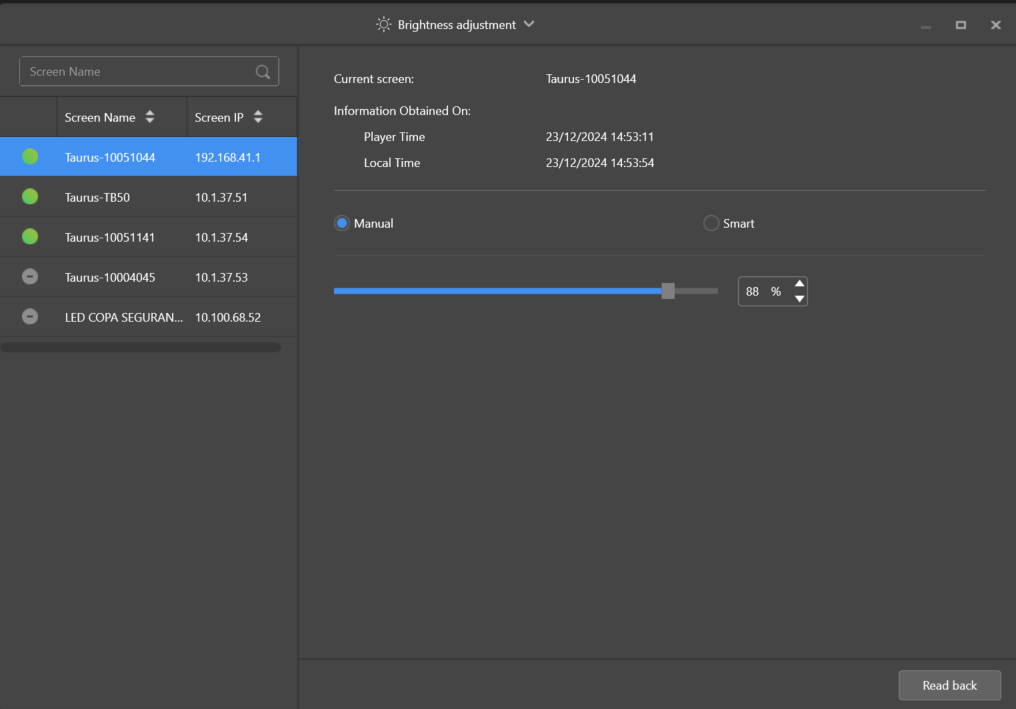 Brightness adjustment
Screen Name
Screen Name Screen IP
Taurus-10051044 192.168.41.1
Taurus-TB50 10.1.37.51
Taurus-10051141 10.1.37.54
Taurus-10004045 10.1.37.53
LED COPA SEGURAN... 10.100.68.52
Current screen: Taurus-10051044
Information Obtained On:
Player Time 23/12/2024 14:53:11
Local Time 23/12/2024 14:53:54
Manual Smart
88 %
Read back